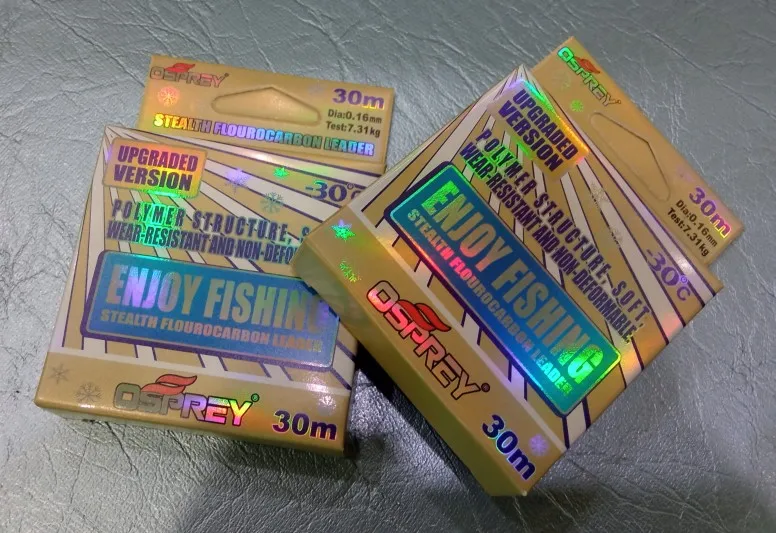 OSPREY
30m
Dia:0.16mm
Test:7.31kg
STEALTH FLOUROCARBON LEADER
UPGRADED
VERSION
-30°C
POLYMER STRUCTURE, S
WEAR-RESISTANT AND NON-DEFO
ENJOY FISHING
STEALTH FLOUROCARBON LEADER
OSPREY®
30m
OSPREY®
30m
Dia:0.16mm
Test:7.31kg
UPGRADED
VERSION
-30°C
POLYMER STRUCTURE, SOFT,
WEAR-RESISTANT AND NON-DEFORMABLE,
ENJOY FISHING
STEALTH FLOUROCARBON LEADER
OSPREY®
30m